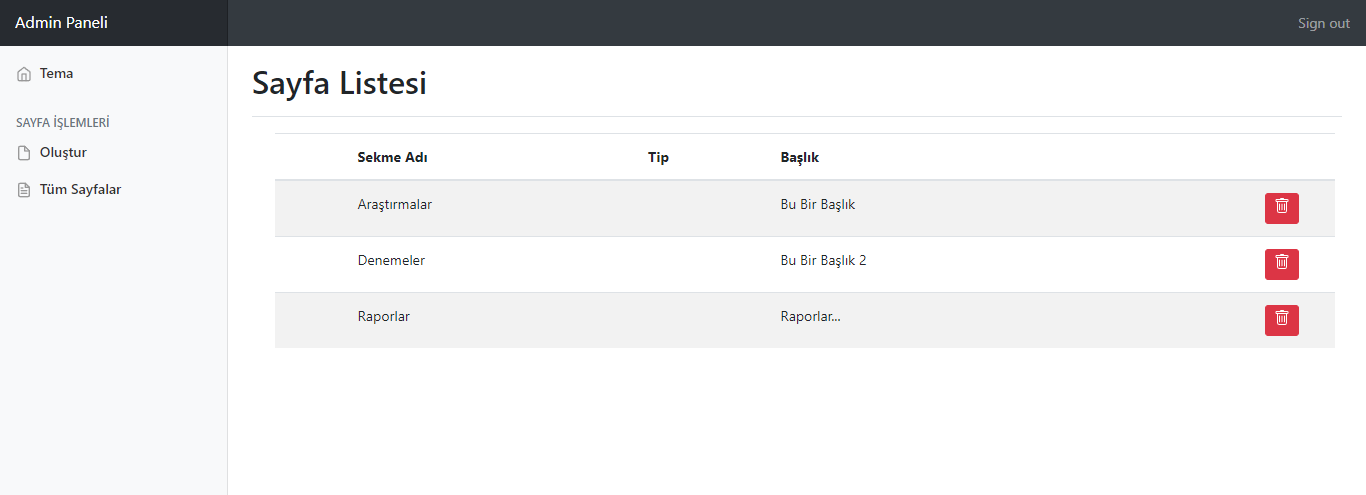 Admin Paneli
Sign out
Tema
Sayfa Listesi
SAYFA İŞLEMLERİ
Oluştur
Tüm Sayfalar
Sekme Adı Tip Başlık
Araştırmalar Bu Bir Başlık
Denemeler Bu Bir Başlık 2
Raporlar Raporlar...